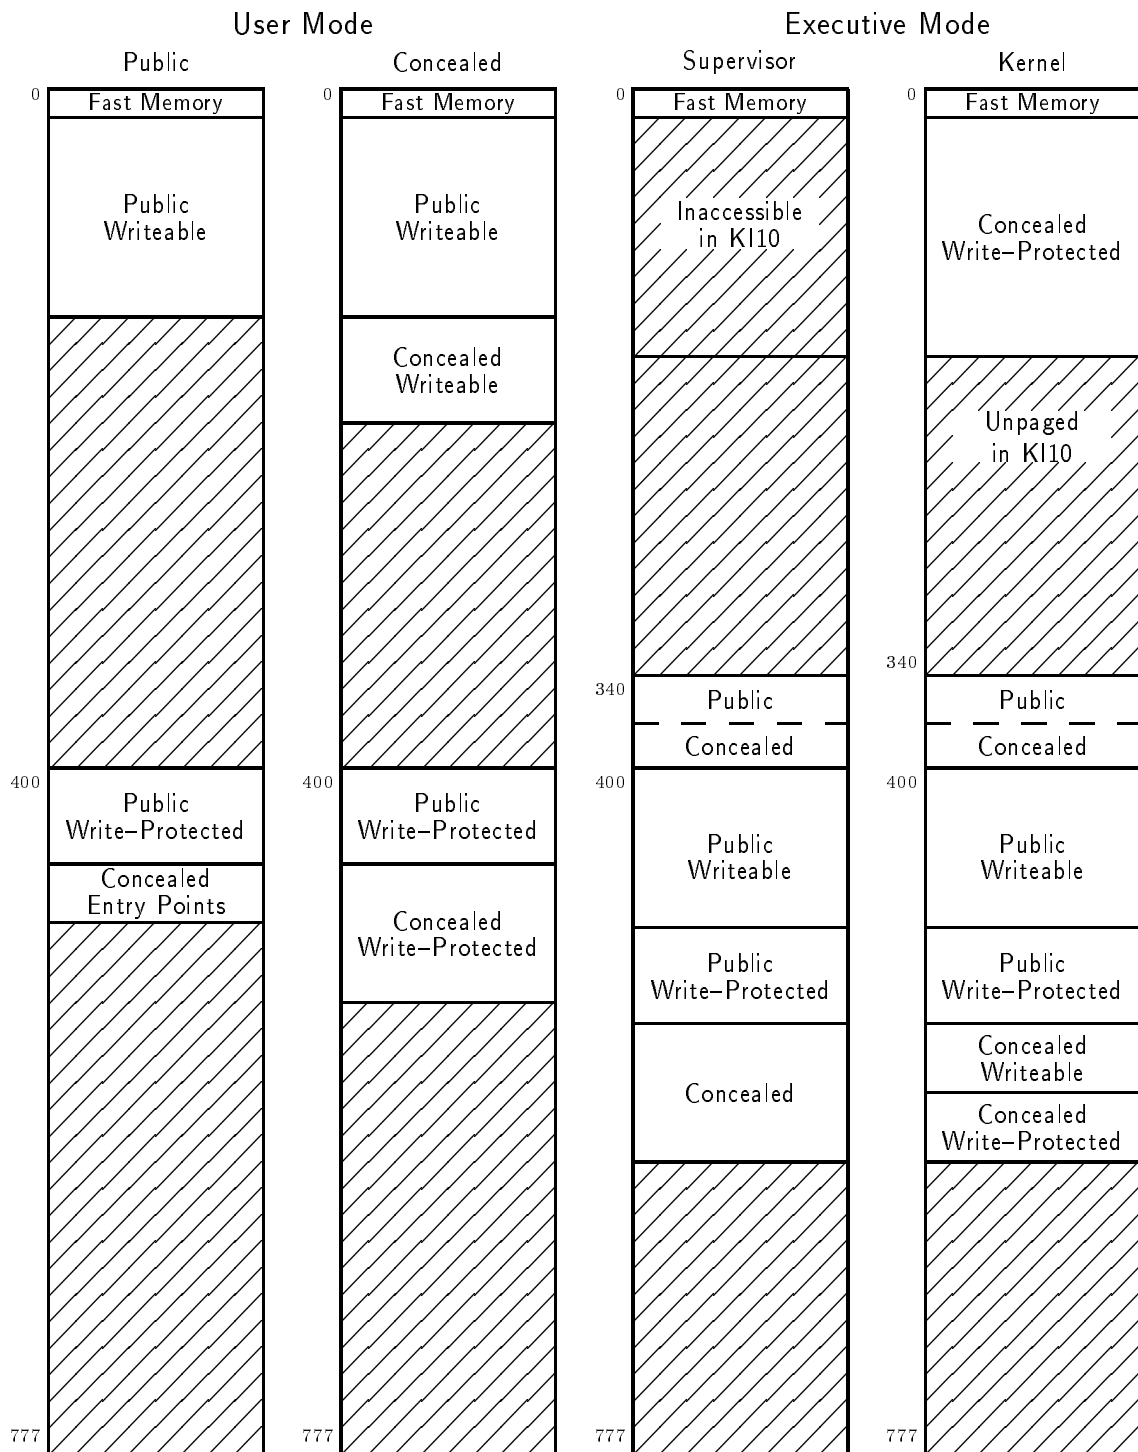 User Mode
Executive Mode
Public
Concealed
Supervisor
Kernel
0
Fast Memory
Public
Writeable
400
Public
Write–Protected
Concealed
Entry Points
777
0
Fast Memory
Public
Writeable
Concealed
Writeable
400
Public
Write–Protected
Concealed
Write–Protected
777
0
Fast Memory
Inaccessible
in KI10
340
Public
Concealed
400
Public
Writeable
Public
Write–Protected
Concealed
777
0
Fast Memory
Concealed
Write–Protected
Unpaged
in KI10
340
Public
Concealed
400
Public
Writeable
Public
Write–Protected
Concealed
Writeable
Concealed
Write–Protected
777